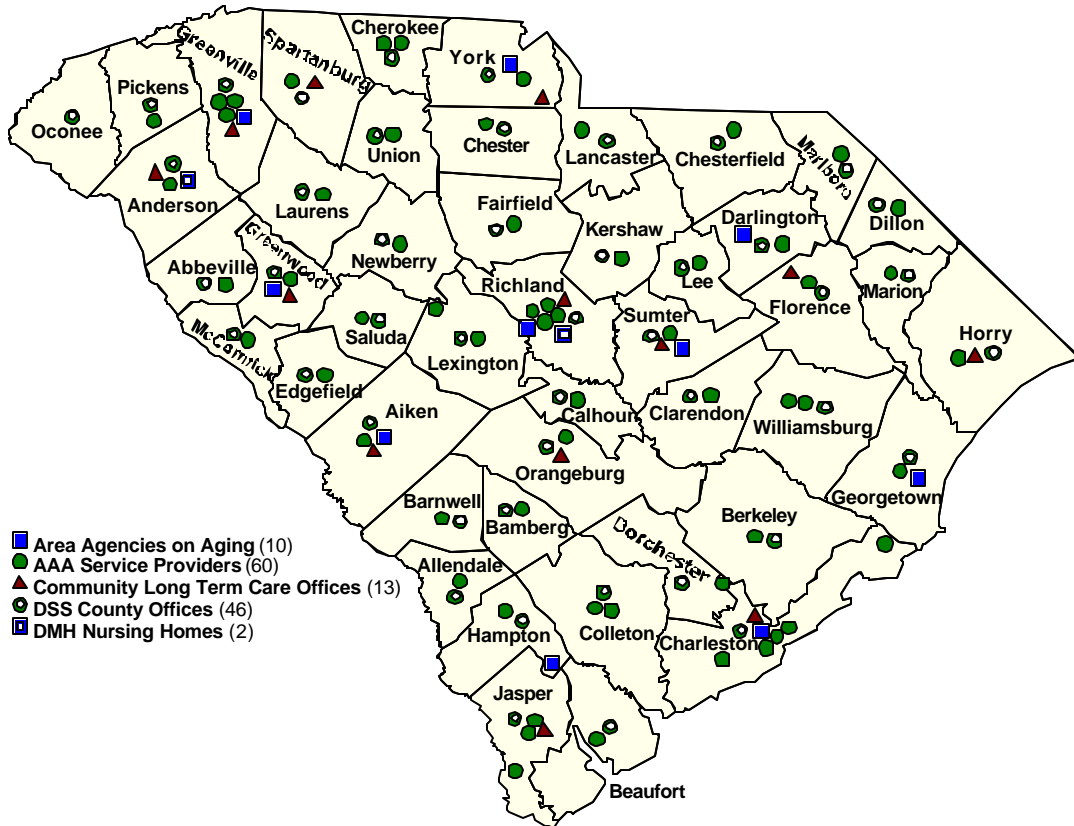 Cherokee
Greenville
Spartanburg
York
Pickens
Oconee
Union
Chester
Lancaster
Chesterfield
Marlboro
Anderson
Laurens
Fairfield
Kershaw
Darlington
Dillon
Abbeville
Greenwood
Newberry
Richland
Lee
Florence
Marion
McCormick
Saluda
Lexington
Sumter
Horry
Edgefield
Aiken
Calhoun
Clarendon
Williamsburg
Orangeburg
Georgetown
Barnwell
Bamberg
Dorchester
Berkeley
Allendale
Hampton
Colleton
Charleston
Jasper
Beaufort
Area Agencies on Aging (10)
AAA Service Providers (60)
Community Long Term Care Offices (13)
DSS County Offices (46)
DMH Nursing Homes (2)